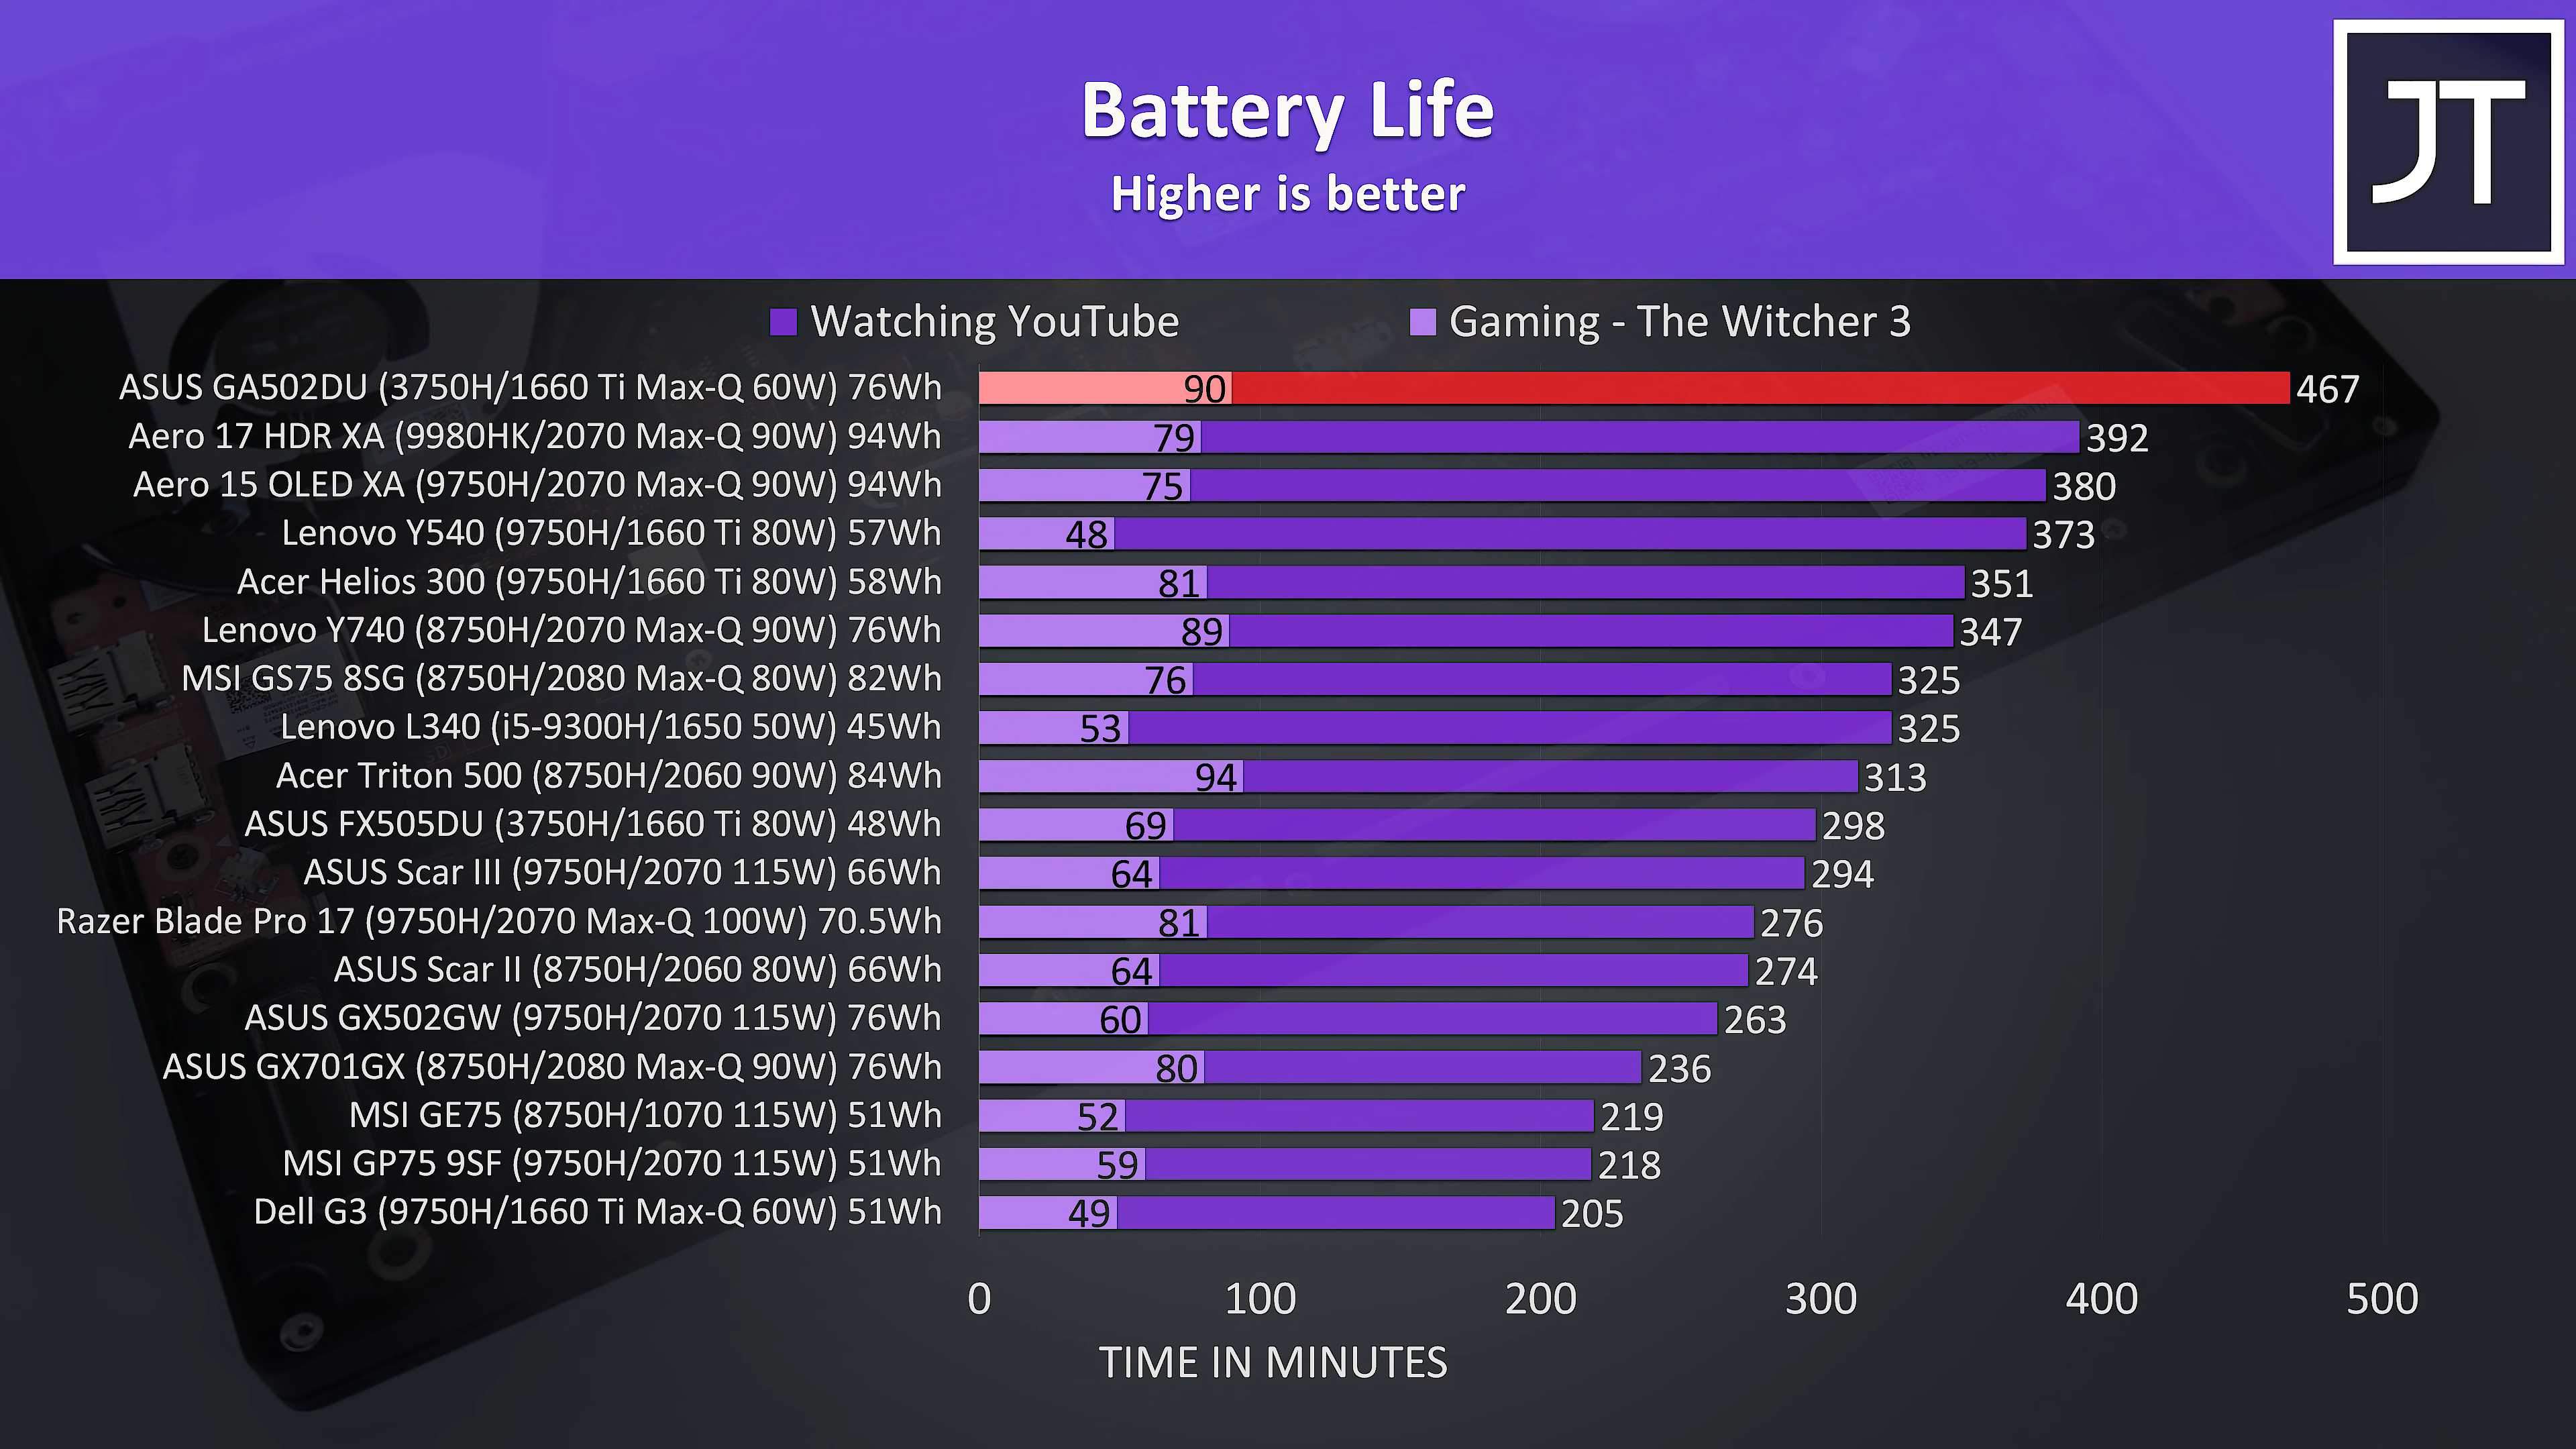 Battery Life
Higher is better
JT
Watching YouTube
Gaming - The Witcher 3
ASUS GA502DU (3750H/1660 Ti Max-Q 60W) 76Wh 90 467
Aero 17 HDR XA (9980HK/2070 Max-Q 90W) 94Wh 79 392
Aero 15 OLED XA (9750H/2070 Max-Q 90W) 94Wh 75 380
Lenovo Y540 (9750H/1660 Ti 80W) 57Wh 48 373
Acer Helios 300 (9750H/1660 Ti 80W) 58Wh 81 351
Lenovo Y740 (8750H/2070 Max-Q 90W) 76Wh 89 347
MSI GS75 8SG (8750H/2080 Max-Q 80W) 82Wh 76 325
Lenovo L340 (i5-9300H/1650 50W) 45Wh 53 325
Acer Triton 500 (8750H/2060 90W) 84Wh 94 313
ASUS FX505DU (3750H/1660 Ti 80W) 48Wh 69 298
ASUS Scar III (9750H/2070 115W) 66Wh 64 294
Razer Blade Pro 17 (9750H/2070 Max-Q 100W) 70.5Wh 81 276
ASUS Scar II (8750H/2060 80W) 66Wh 64 274
ASUS GX502GW (9750H/2070 115W) 76Wh 60 263
ASUS GX701GX (8750H/2080 Max-Q 90W) 76Wh 80 236
MSI GE75 (8750H/1070 115W) 51Wh 52 219
MSI GP75 9SF (9750H/2070 115W) 51Wh 59 218
Dell G3 (9750H/1660 Ti Max-Q 60W) 51Wh 49 205
0 100 200 300 400 500
TIME IN MINUTES